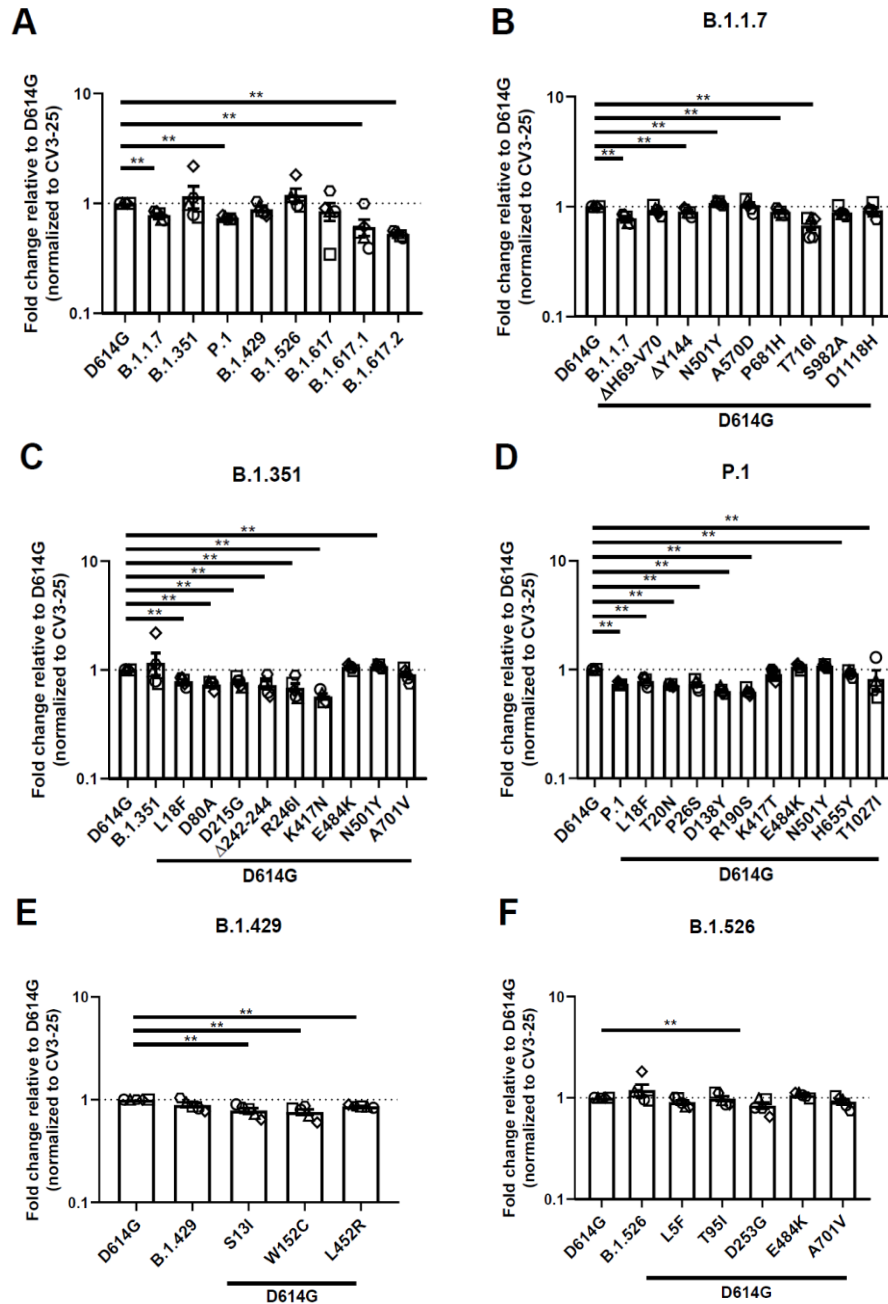 A
Fold change relative to D614G
(normalized to CV3-25)
10
1
0.1
**
**
**
**
D614G
B.1.1.7
B.1.351
P.1
B.1.429
B.1.526
B.1.617
B.1.617.1
B.1.617.2
B
B.1.1.7
Fold change relative to D614G
(normalized to CV3-25)
10
1
0.1
**
**
**
**
**
D614G
B.1.1.7
ΔH69-V70
ΔY144
N501Y
A570D
P681H
T716I
S982A
D1118H
D614G
C
B.1.351
Fold change relative to D614G
(normalized to CV3-25)
10
1
0.1
**
**
**
**
**
**
**
D614G
B.1.351
L18F
D80A
D215G
Δ242-244
R246I
K417N
E484K
N501Y
A701V
D614G
D
P.1
Fold change relative to D614G
(normalized to CV3-25)
10
1
0.1
**
**
**
**
**
**
**
**
D614G
P.1
L18F
T20N
P26S
D138Y
R190S
K417T
E484K
N501Y
H655Y
T1027I
D614G
E
B.1.429
Fold change relative to D614G
(normalized to CV3-25)
10
1
0.1
**
**
**
D614G
B.1.429
S13I
W152C
L452R
D614G
F
B.1.526
Fold change relative to D614G
(normalized to CV3-25)
10
1
0.1
**
D614G
B.1.526
L5F
T95I
D253G
E484K
A701V
D614G